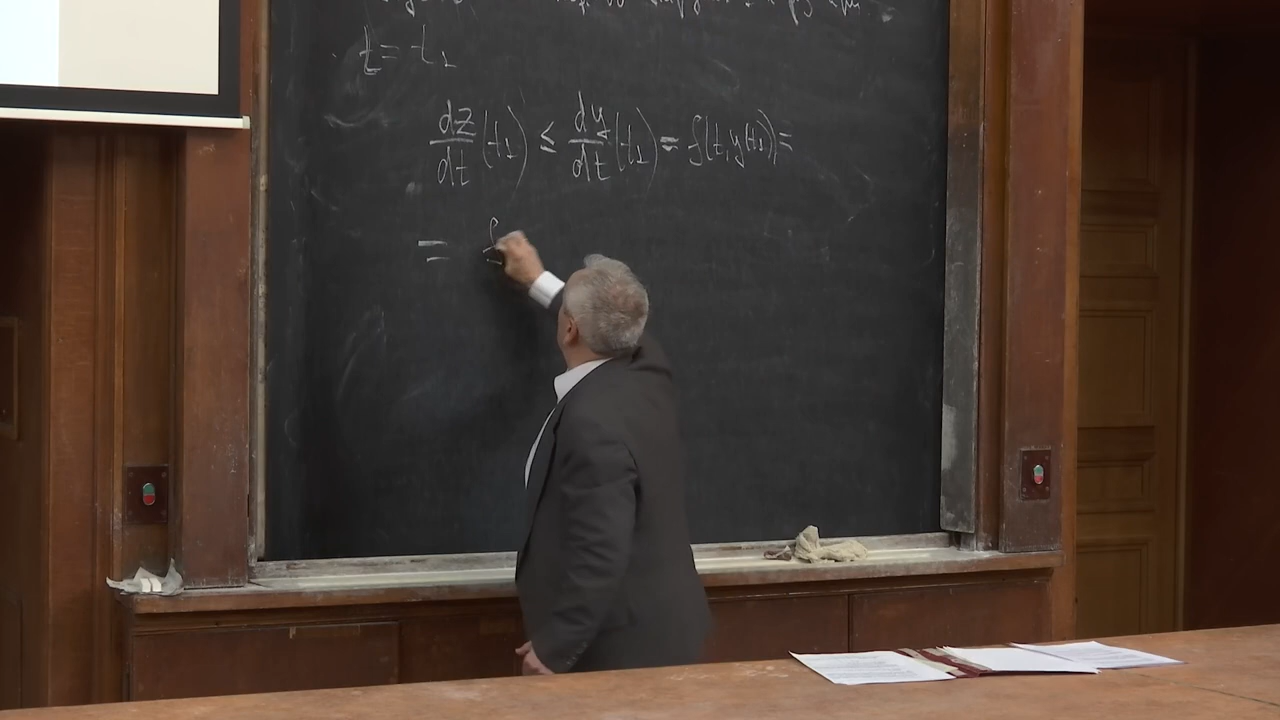 t = t₁
dz/dt (t₁) ≤ dy/dt (t₁) = f(t, y(t₁)) =
= f